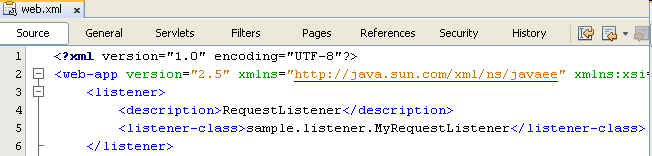 web.xml
Source General Servlets Filters Pages References Security History
1 <?xml version="1.0" encoding="UTF-8"?>
2 <web-app version="2.5" xmlns="http://java.sun.com/xml/ns/javaee" xmlns:xsi=
3 <listener>
4 <description>RequestListener</description>
5 <listener-class>sample.listener.MyRequestListener</listener-class>
6 </listener>